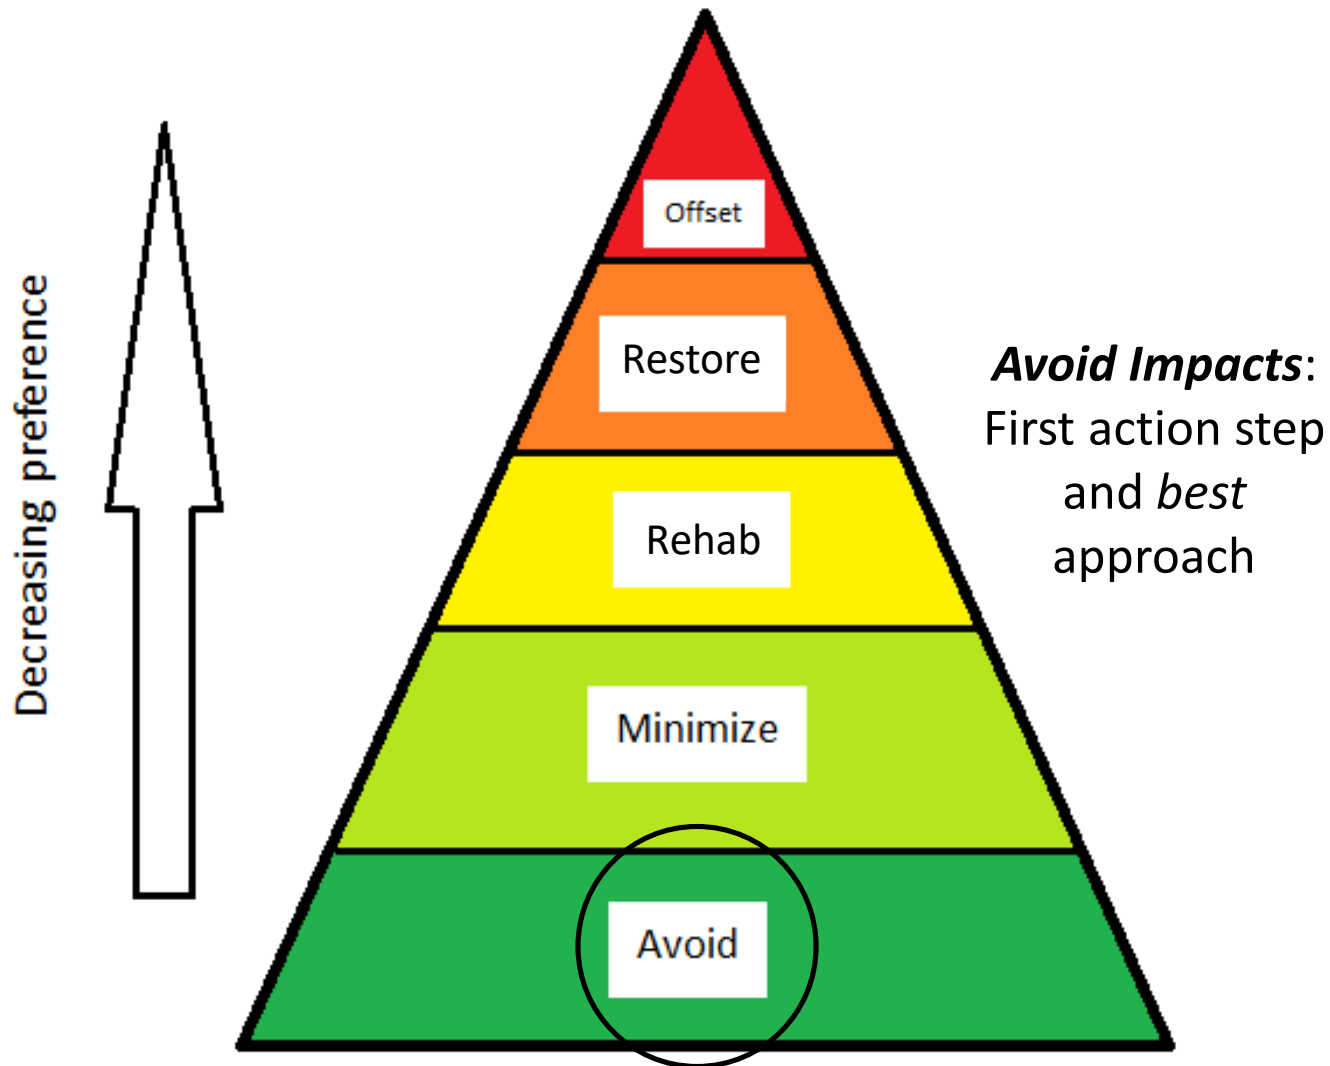 Decreasing preference
Offset
Restore
Rehab
Minimize
Avoid
Avoid Impacts:
First action step
and best
approach